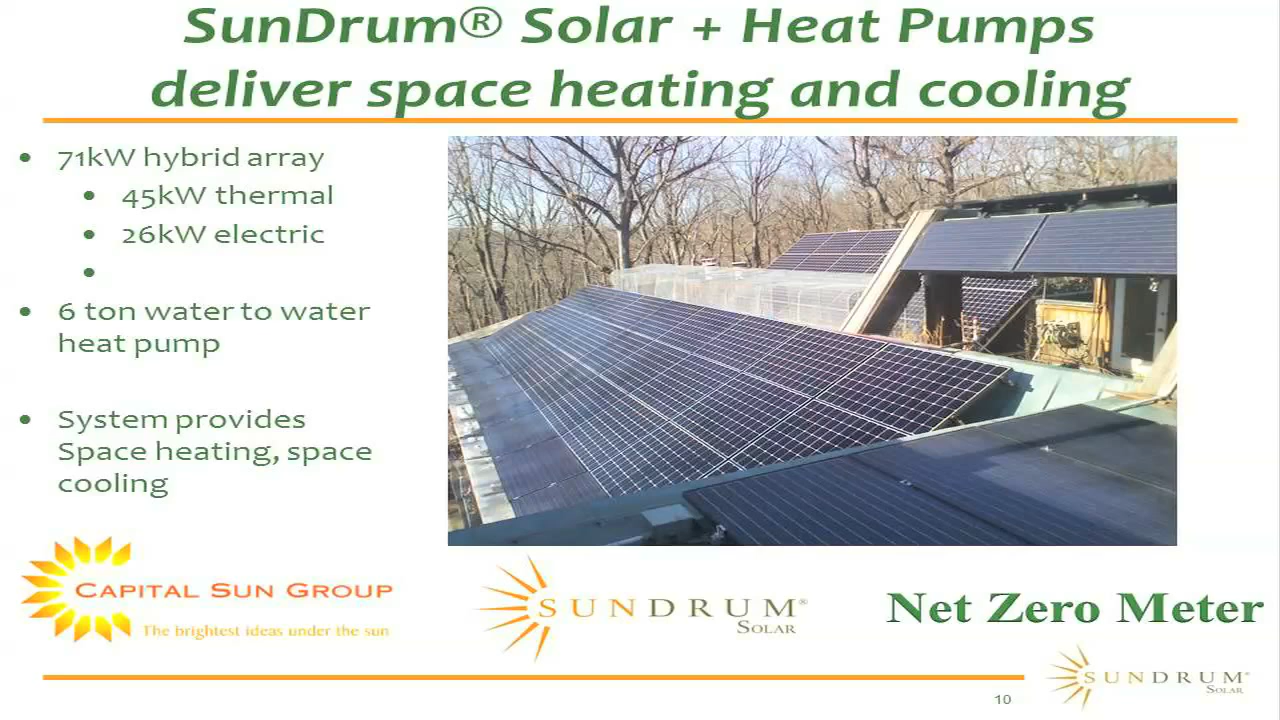 SunDrum® Solar + Heat Pumps
deliver space heating and cooling
• 71kW hybrid array
• 45kW thermal
• 26kW electric
•
• 6 ton water to water
heat pump
• System provides
Space heating, space
cooling
CAPITAL SUN GROUP
The brightest ideas under the sun
SUNDRUM®
SOLAR
Net Zero Meter
SUNDRUM®
SOLAR
10